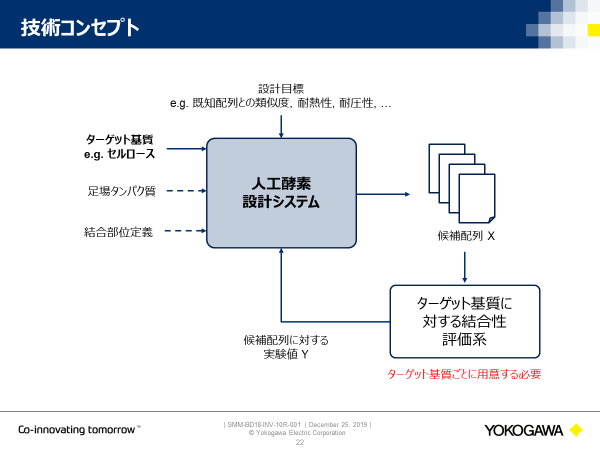 技術コンセプト
設計目標
e.g. 既知配列との類似度, 耐熱性, 耐圧性, ...
ターゲット基質
e.g. セルロース
足場タンパク質
結合部位定義
人工酵素
設計システム
候補配列 X
ターゲット基質に
対する結合性
評価系
候補配列に対する
実験値 Y
ターゲット基質ごとに用意する必要
Co-innovating tomorrow™
| SMM-BD18-INV-10R-001 | December 25, 2019 |
© Yokogawa Electric Corporation
22
YOKOGAWA